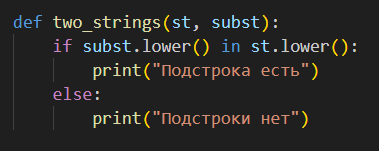 def two_strings(st, subst):
    if subst.lower() in st.lower():
        print("Подстрока есть")
    else:
        print("Подстроки нет")